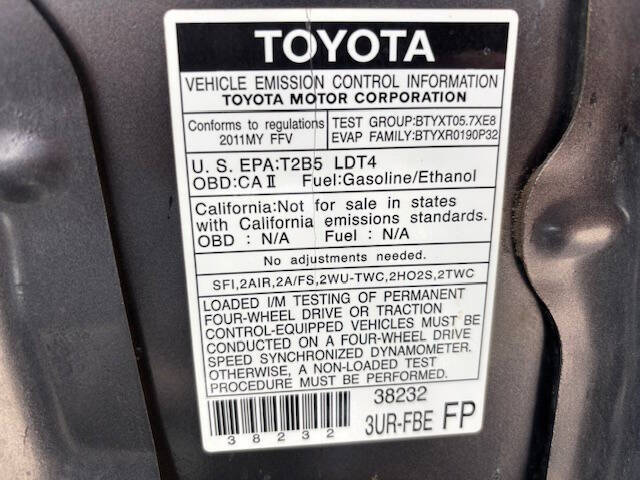 TOYOTA
VEHICLE EMISSION CONTROL INFORMATION
TOYOTA MOTOR CORPORATION
Conforms to regulations
2011MY FFV
TEST GROUP:BTYXT05.7XE8
EVAP FAMILY:BTYXR0190P32
U. S. EPA:T2B5 LDT4
OBD:CAⅡ Fuel:Gasoline/Ethanol
California:Not for sale in states
with California emissions standards.
OBD : N/A Fuel : N/A
No adjustments needed.
SFI,2AIR,2A/FS,2WU-TWC,2HO2S,2TWC
LOADED I/M TESTING OF PERMANENT
FOUR-WHEEL DRIVE OR TRACTION
CONTROL-EQUIPPED VEHICLES MUST BE
CONDUCTED ON A FOUR-WHEEL DRIVE
SPEED SYNCHRONIZED DYNAMOMETER.
OTHERWISE, A NON-LOADED TEST
PROCEDURE MUST BE PERFORMED.
38232
38232
3UR-FBE FP